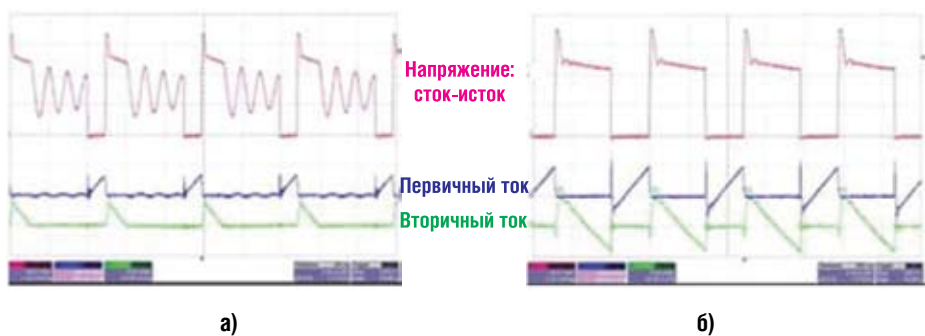 Напряжение:
сток-исток
Первичный ток
Вторичный ток
а)
б)